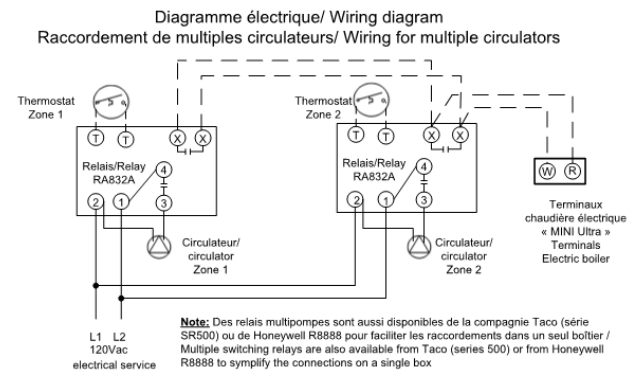 Diagramme électrique/ Wiring diagram
Raccordement de multiples circulateurs/ Wiring for multiple circulators
Thermostat
Zone 1
T T X X
Relais/Relay
RA832A
4
2 1 3
Circulateur/
circulator
Zone 1
Thermostat
Zone 2
T T X X
Relais/Relay
RA832A
4
2 1 3
Circulateur/
circulator
Zone 2
W R
Terminaux
chaudière électrique
« MINI Ultra »
Terminals
Electric boiler
L1 L2
120Vac
electrical service
Note: Des relais multipompes sont aussi disponibles de la compagnie Taco (série
SR500) ou de Honeywell R8888 pour faciliter les raccordements dans un seul boîtier /
Multiple switching relays are also available from Taco (series 500) or from Honeywell
R8888 to symplify the connections on a single box